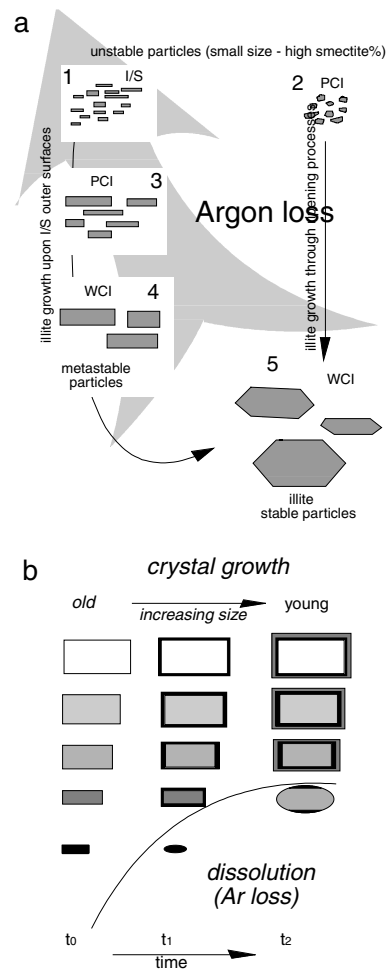 a
unstable particles (small size - high smectite%)
1
I/S
2
PCI
illite growth upon I/S outer surfaces
PCI
3
Argon loss
illite growth through ripening processes
WCI
4
metastable
particles
5
WCI
illite
stable particles
b
crystal growth
old
increasing size
young
dissolution
(Ar loss)
t0
t1
t2
time